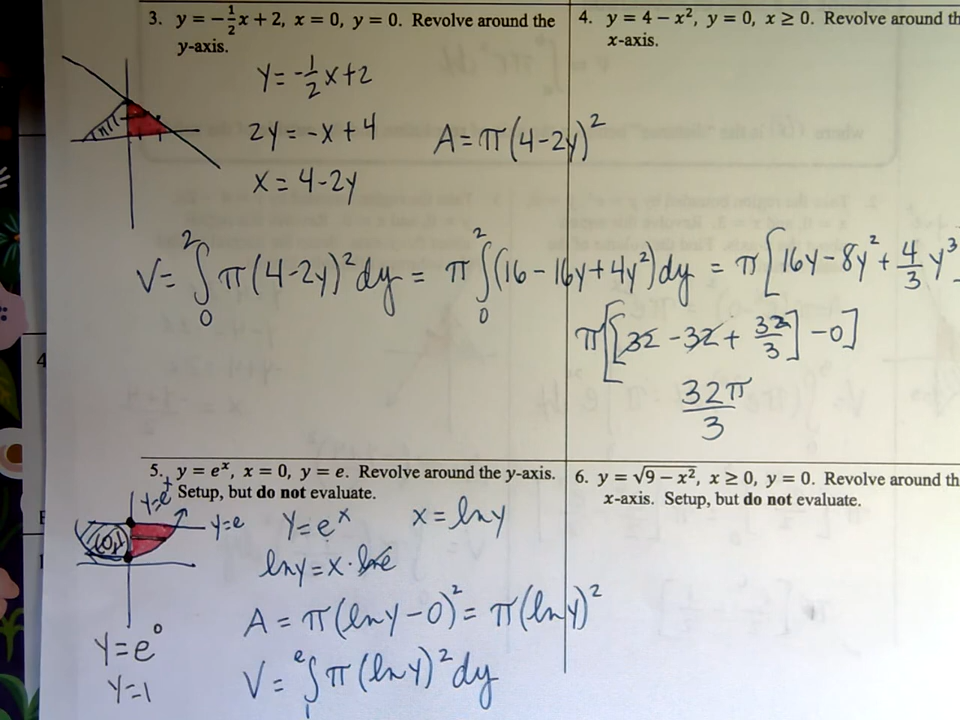 3. y = -1/2x + 2, x = 0, y = 0. Revolve around the
y-axis.
y = -1/2 x + 2
2y = -x + 4
x = 4 - 2y
A = π(4-2y)²
V = ∫₀² π(4-2y)² dy = π ∫₀² (16 - 16y + 4y²) dy = π [16y - 8y² + 4/3 y³
π[[32 - 32 + 32/3] - 0]
32π/3
4. y = 4 - x², y = 0, x ≥ 0. Revolve around th
x-axis.
5. y = eˣ, x = 0, y = e. Revolve around the y-axis.
Setup, but do not evaluate.
y = eˣ
y = e
y = eˣ
x = ln y
ln y = x · ln e
A = π(ln y - 0)² = π(ln y)²
V = ∫₁ᵉ π(ln y)² dy
y = e⁰
y = 1
6. y = √9 - x², x ≥ 0, y = 0. Revolve around th
x-axis. Setup, but do not evaluate.
4